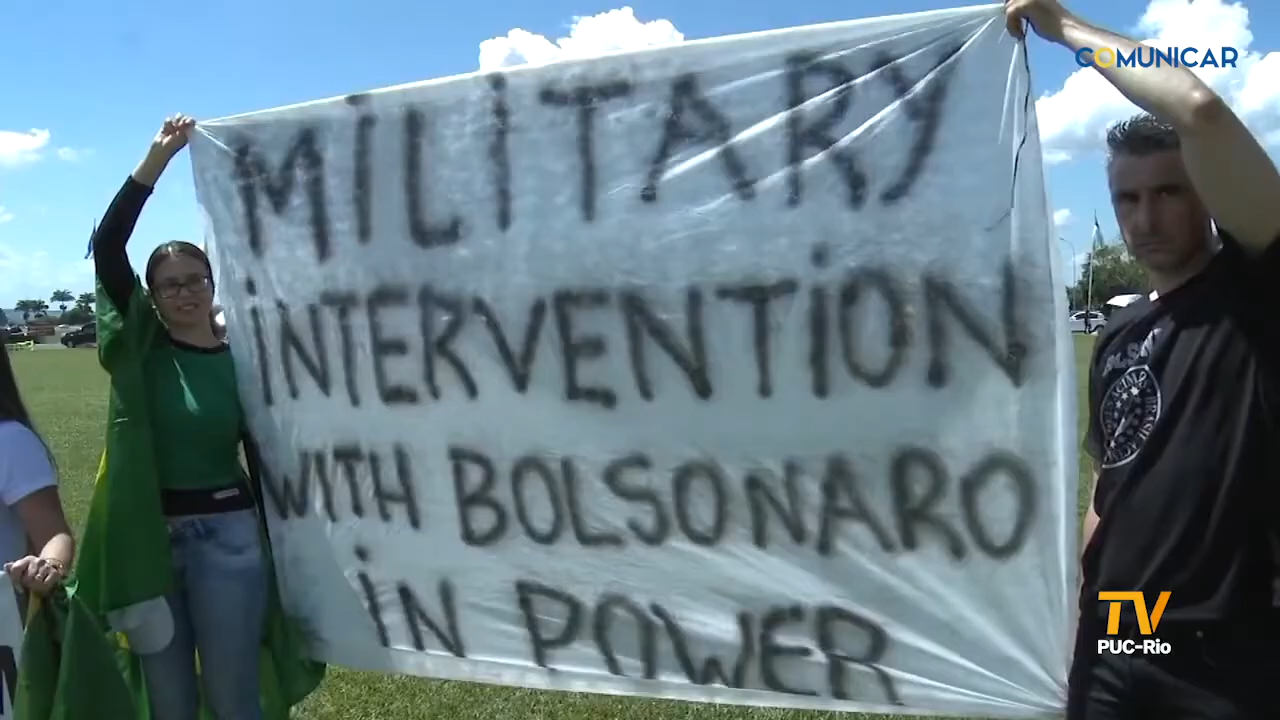 COMUNICAR
MiLiTARY
iNTERVENTiON
WITH BOLSONARO
iN POWER
TV
PUC-Rio